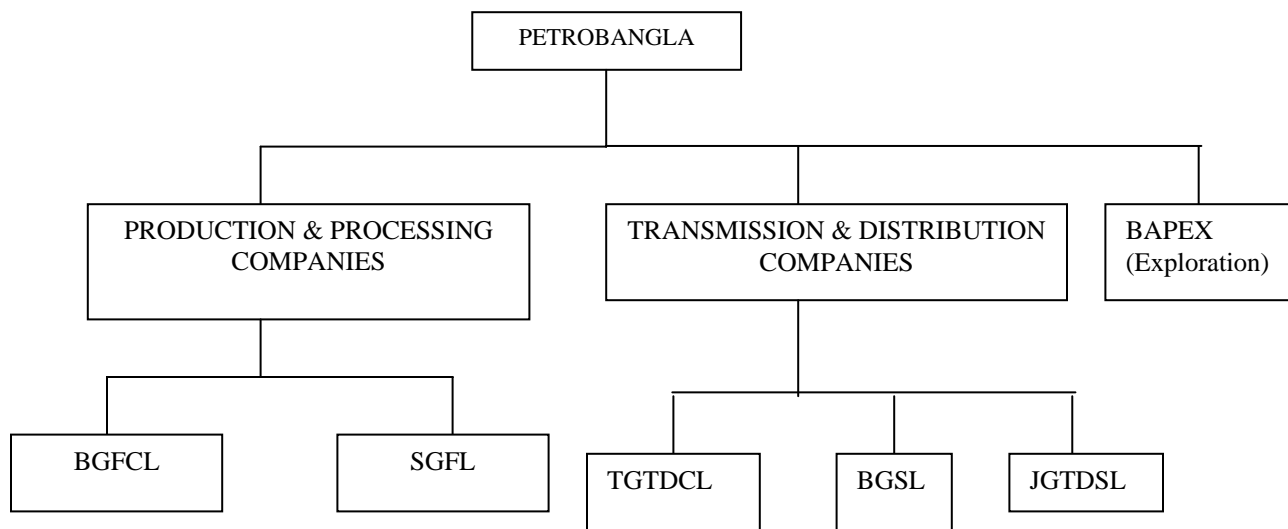 PETROBANGLA
PRODUCTION & PROCESSING
COMPANIES
TRANSMISSION & DISTRIBUTION
COMPANIES
BAPEX
(Exploration)
BGFCL
SGFL
TGTDCL
BGSL
JGTDSL